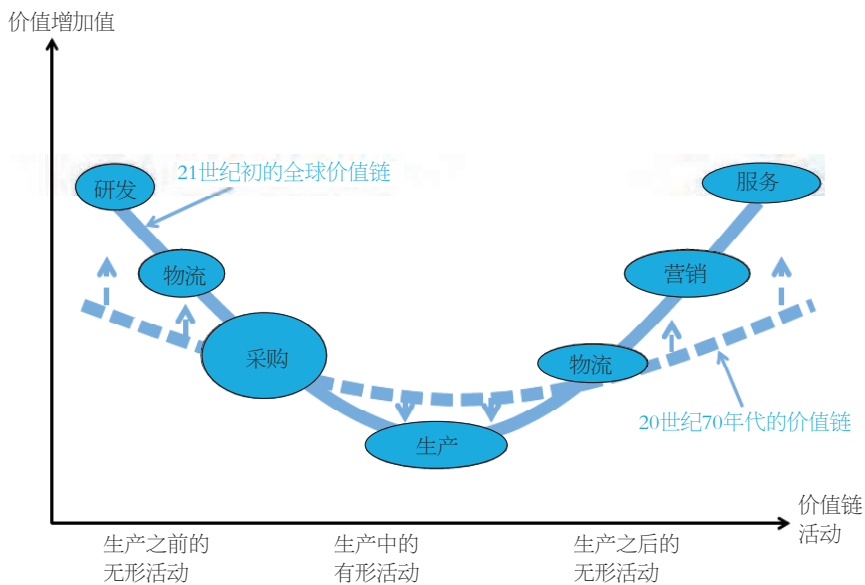 价值增加值
21世纪初的全球价值链
研发
服务
物流
营销
采购
物流
20世纪70年代的价值链
生产
价值链
活动
生产之前的
无形活动
生产中的
有形活动
生产之后的
无形活动